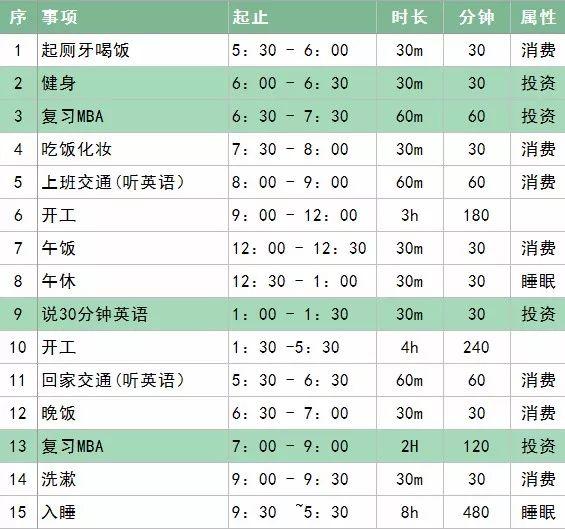 序 事项 起止 时长 分钟 属性
1 起厕牙喝饭 5: 30 - 6: 00 30m 30 消费
2 健身 6: 00 - 6: 30 30m 30 投资
3 复习MBA 6: 30 - 7: 30 60m 60 投资
4 吃饭化妆 7: 30 - 8: 00 30m 30 消费
5 上班交通(听英语) 8: 00 - 9: 00 60m 60 消费
6 开工 9: 00 - 12: 00 3h 180
7 午饭 12: 00 - 12: 30 30m 30 消费
8 午休 12: 30 - 1: 00 30m 30 睡眠
9 说30分钟英语 1: 00 - 1: 30 30m 30 投资
10 开工 1: 30 -5: 30 4h 240
11 回家交通(听英语) 5: 30 - 6: 30 60m 60 消费
12 晚饭 6: 30 - 7: 00 30m 30 消费
13 复习MBA 7: 00 - 9: 00 2H 120 投资
14 洗漱 9: 00 - 9: 30 30m 30 消费
15 入睡 9: 30 ~5: 30 8h 480 睡眠